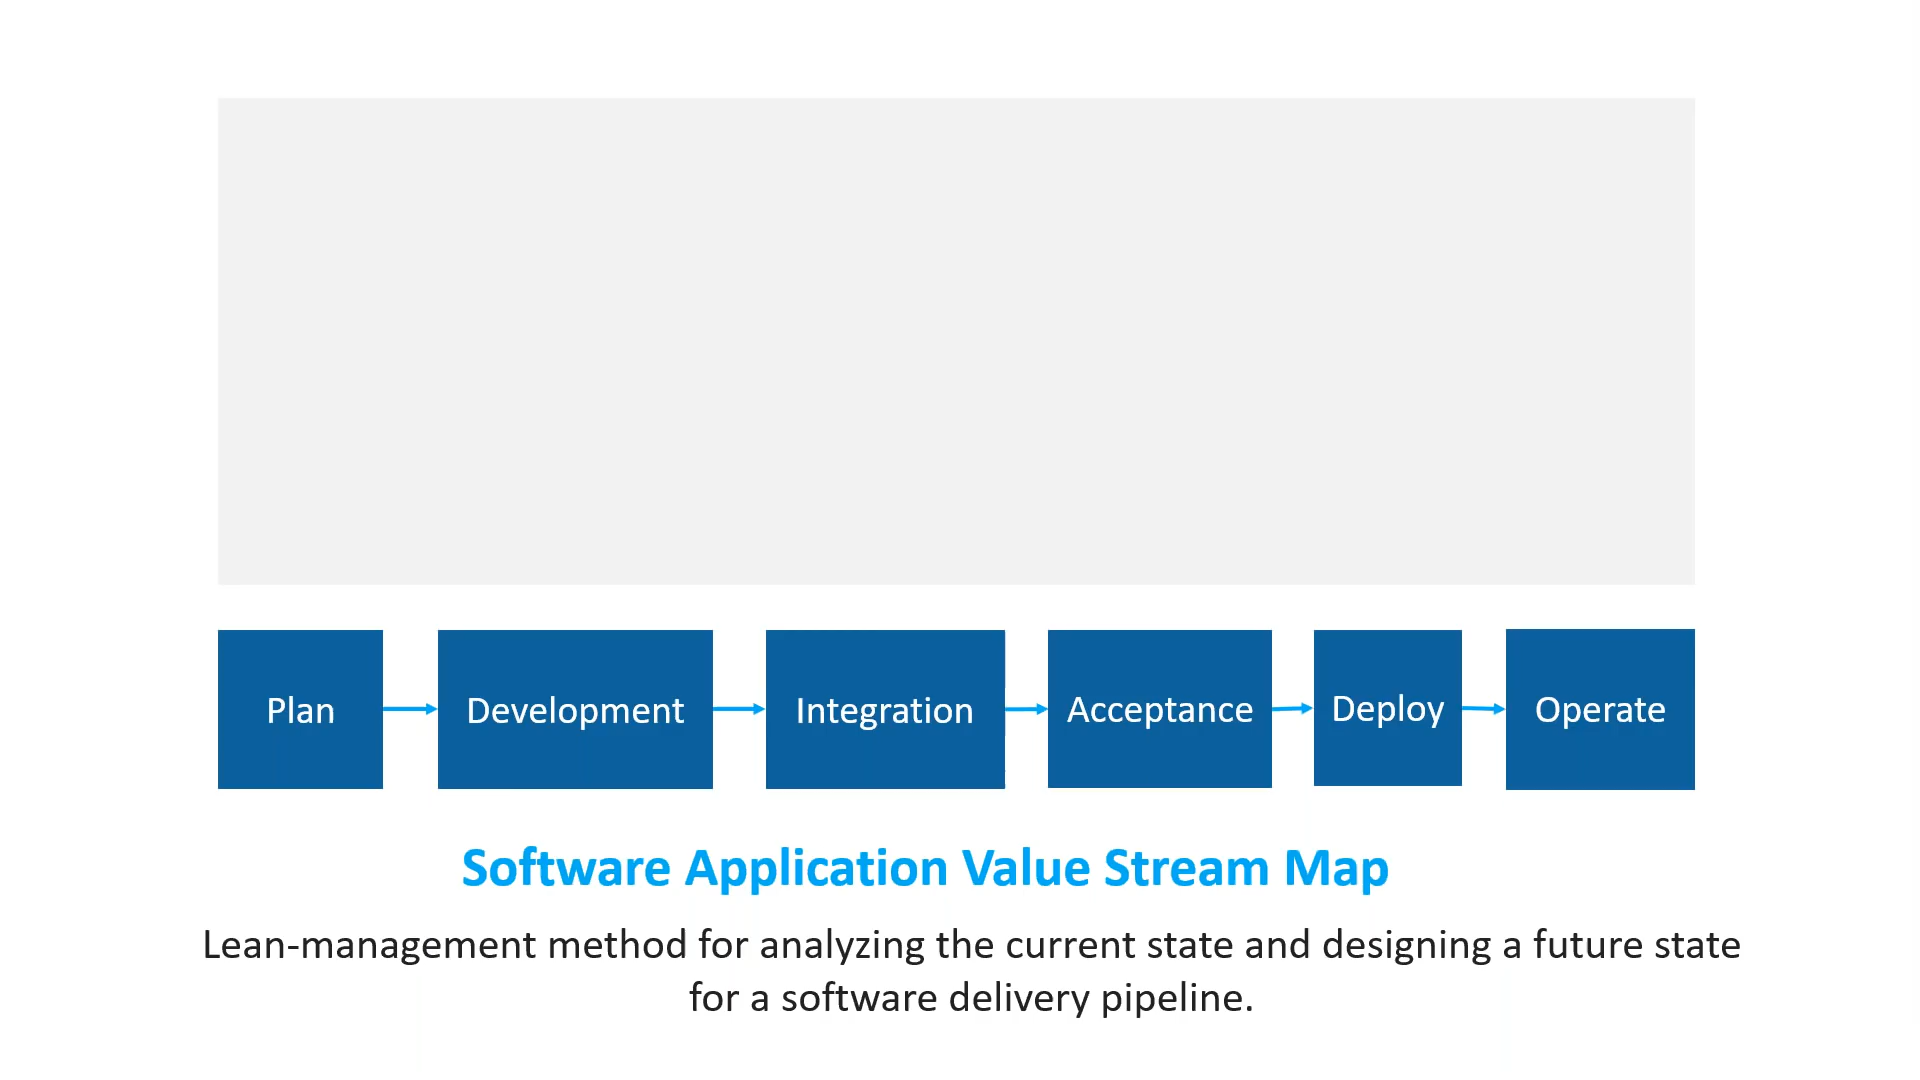 Plan
Development
Integration
Acceptance
Deploy
Operate
Software Application Value Stream Map
Lean-management method for analyzing the current state and designing a future state
for a software delivery pipeline.